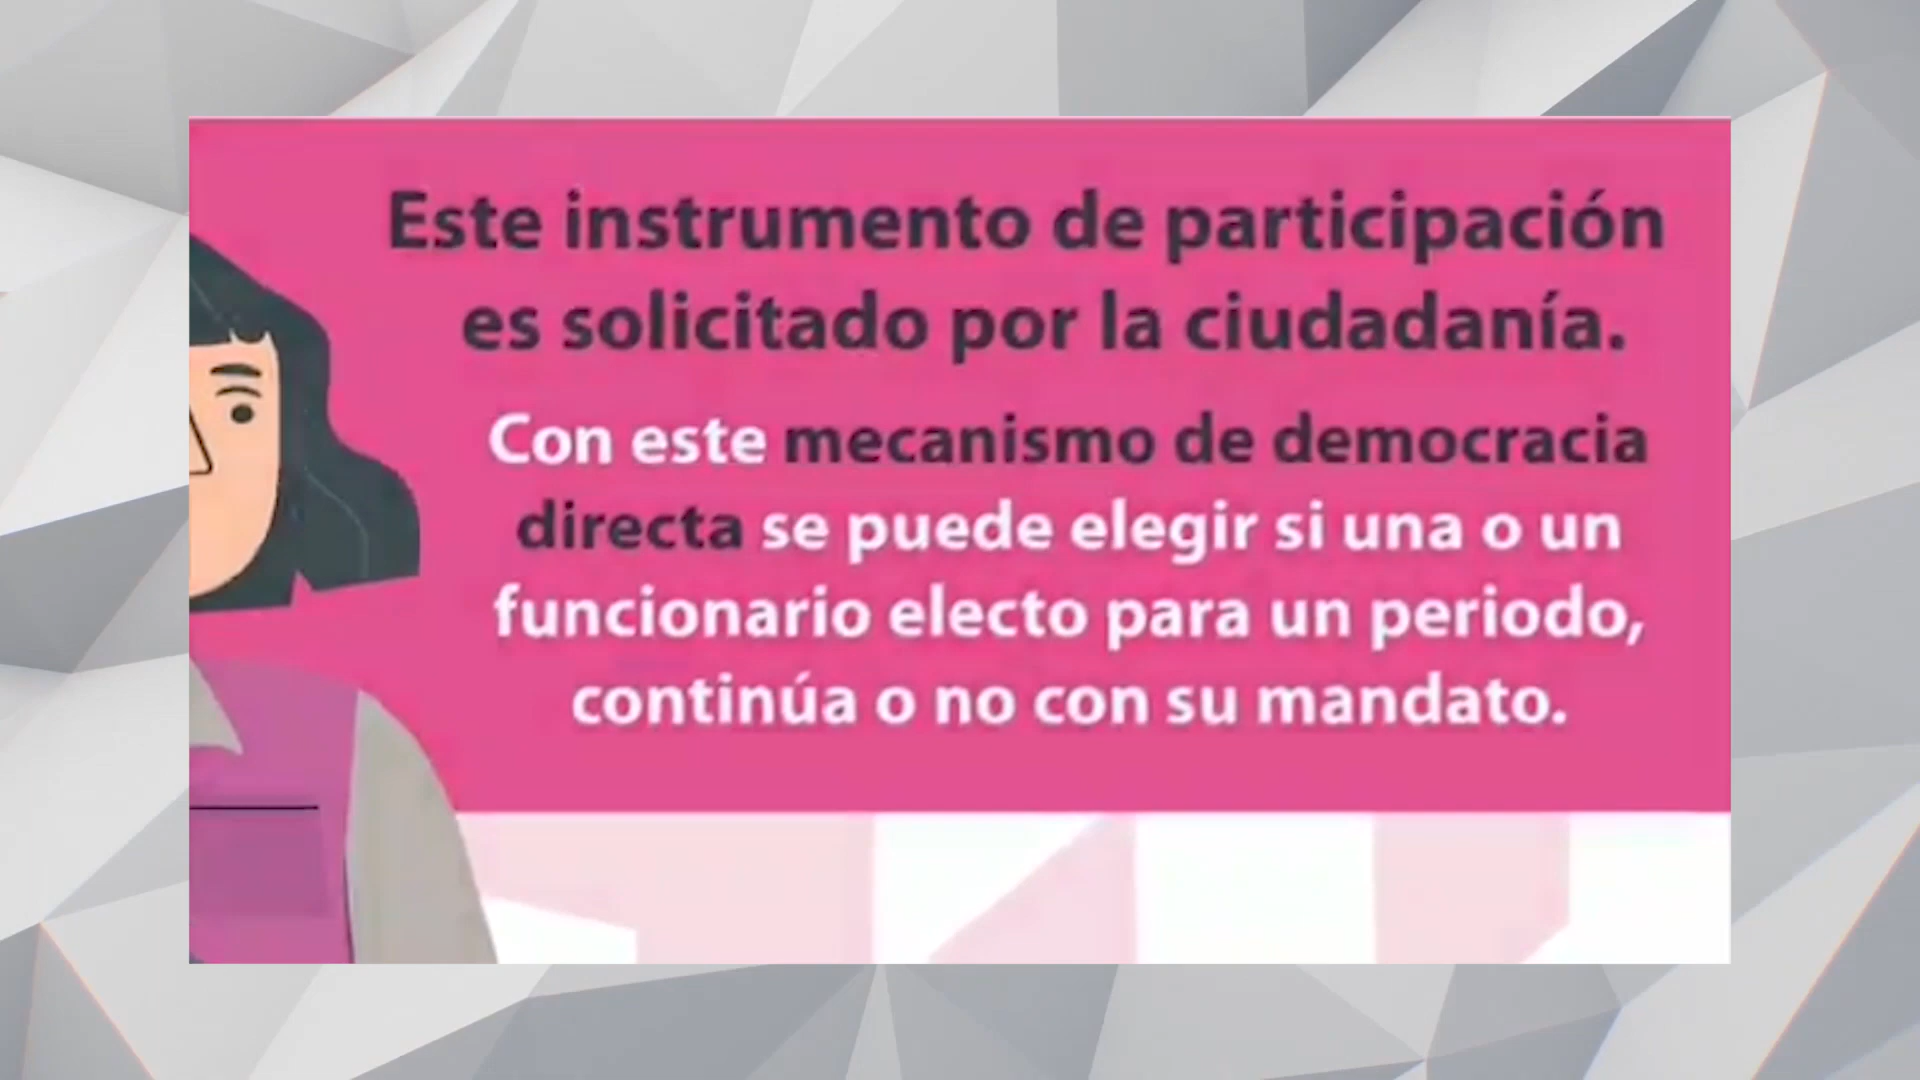 Este instrumento de participación
es solicitado por la ciudadanía.
Con este mecanismo de democracia
directa se puede elegir si una o un
funcionario electo para un periodo,
continúa o no con su mandato.